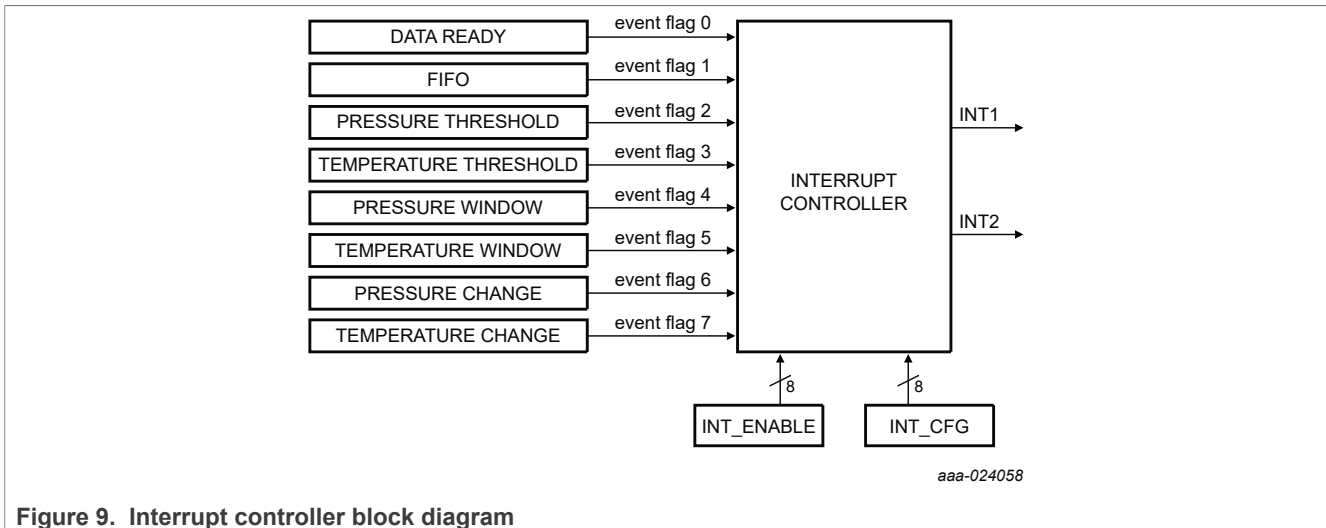 DATA READY
event flag 0
FIFO
event flag 1
PRESSURE THRESHOLD
event flag 2
TEMPERATURE THRESHOLD
event flag 3
PRESSURE WINDOW
event flag 4
TEMPERATURE WINDOW
event flag 5
PRESSURE CHANGE
event flag 6
TEMPERATURE CHANGE
event flag 7
INTERRUPT
CONTROLLER
INT1
INT2
8
8
INT_ENABLE
INT_CFG
aaa-024058
Figure 9. Interrupt controller block diagram